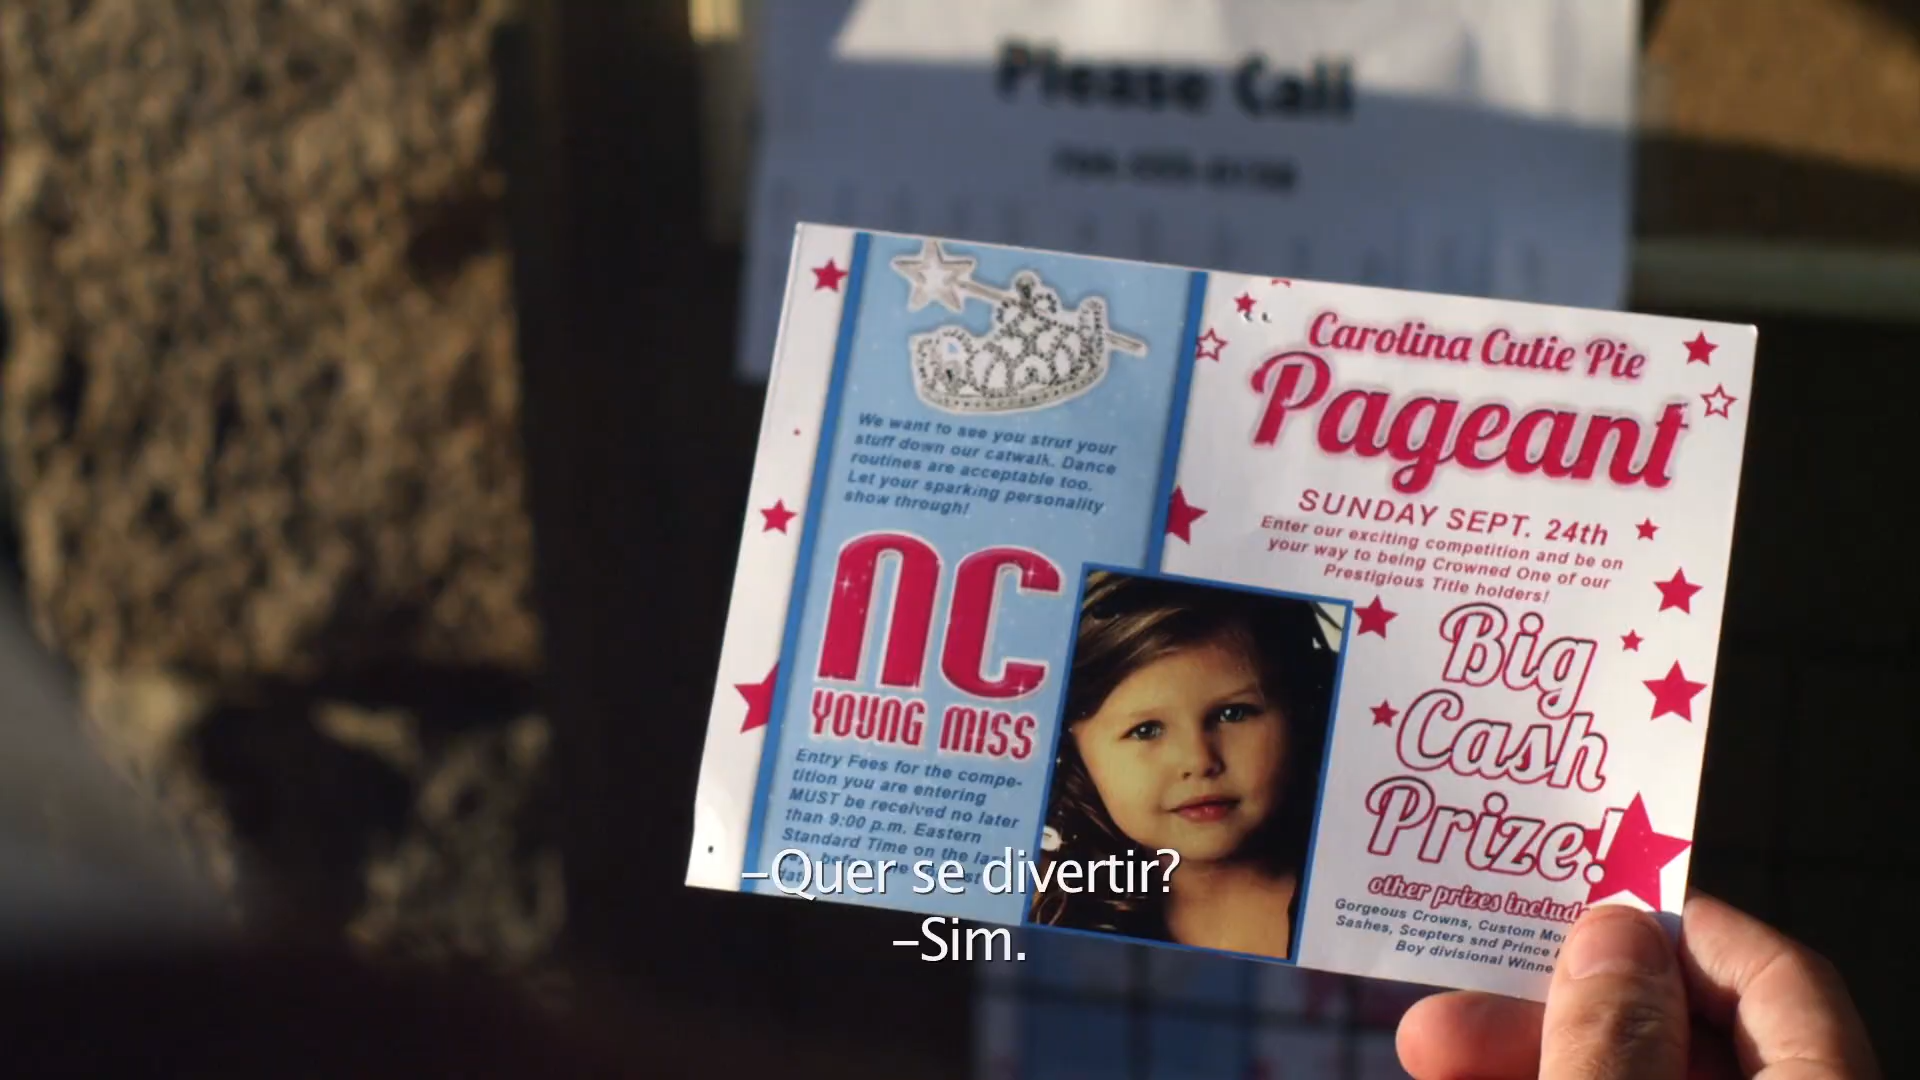 Please Call
We want to see you strut your
stuff down our catwalk. Dance
routines are acceptable too.
Let your sparking personality
show through!
NC
YOUNG MISS
Entry Fees for the compe-
tition you are entering
MUST be received no later
than 9:00 p.m. Eastern
Standard Time on the
Carolina Cutie Pie
Pageant
SUNDAY SEPT. 24th
Enter our exciting competition and be on
your way to being Crowned One of our
Prestigious Title holders!
Big
Cash
Prize!
other prizes
Gorgeous Crowns, Custom
Sashes, Scepters snd Prince
Boy divisional
–Quer se divertir?
–Sim.